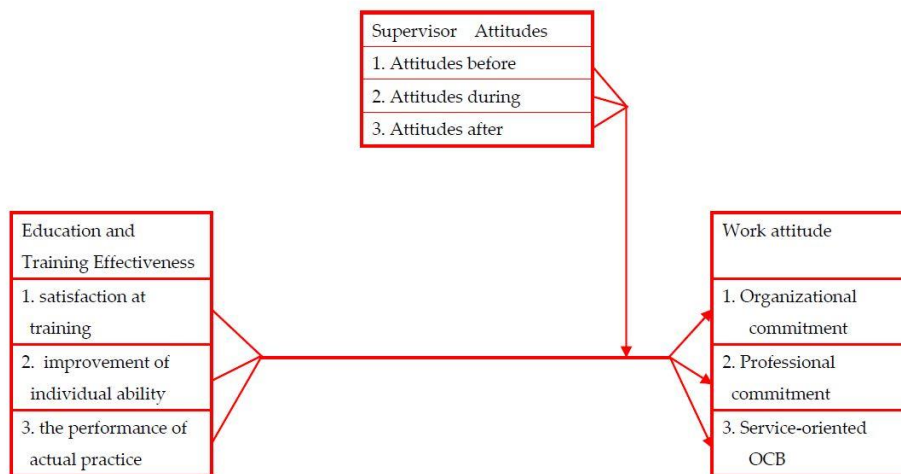 Supervisor Attitudes
1. Attitudes before
2. Attitudes during
3. Attitudes after
Education and
Training Effectiveness
1. satisfaction at
training
2. improvement of
individual ability
3. the performance of
actual practice
Work attitude
1. Organizational
commitment
2. Professional
commitment
3. Service-oriented
OCB